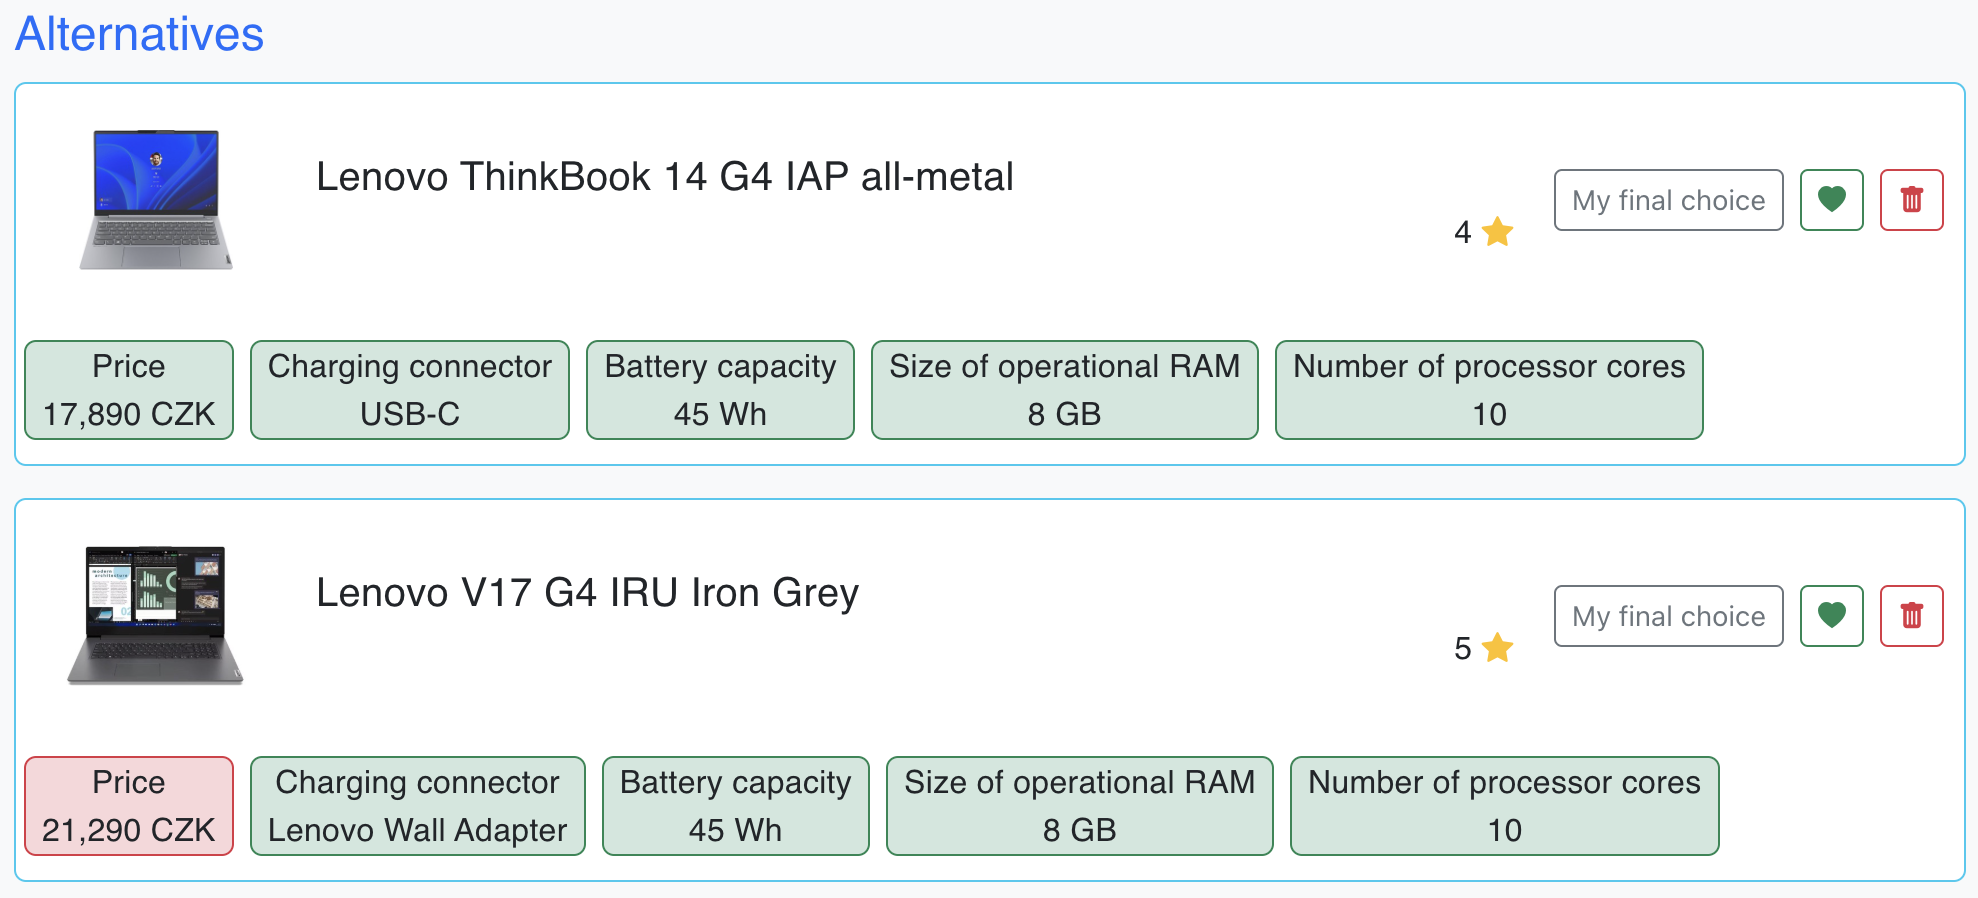 Alternatives
Lenovo ThinkBook 14 G4 IAP all-metal
4
My final choice
Price
17,890 CZK
Charging connector
USB-C
Battery capacity
45 Wh
Size of operational RAM
8 GB
Number of processor cores
10
modern
architecture
Lenovo V17 G4 IRU Iron Grey
5
My final choice
Price
21,290 CZK
Charging connector
Lenovo Wall Adapter
Battery capacity
45 Wh
Size of operational RAM
8 GB
Number of processor cores
10